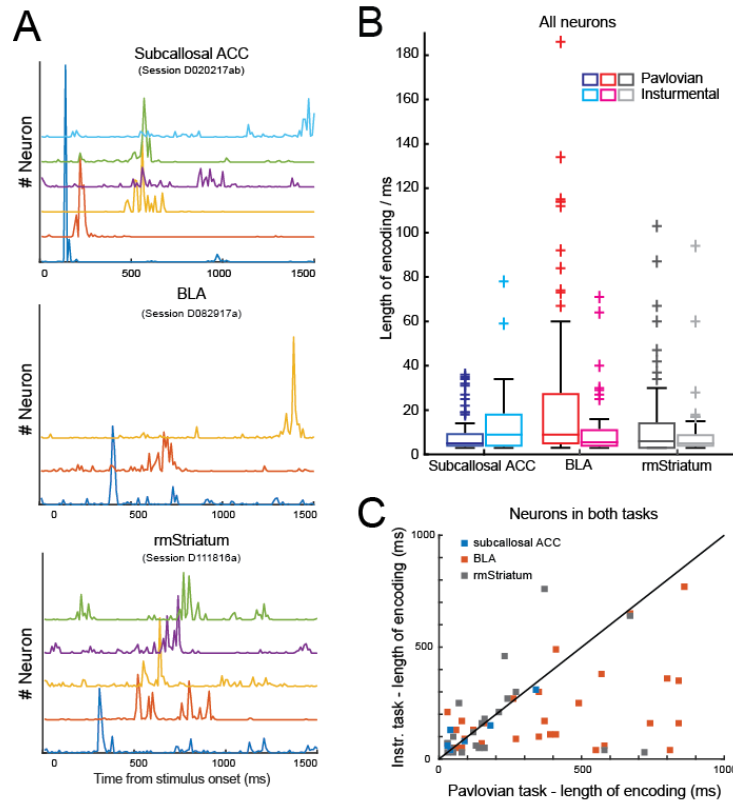 A
Subcallosal ACC
(Session D020217ab)
# Neuron
0 500 1000 1500
BLA
(Session D082917a)
# Neuron
0 500 1000 1500
rmStriatum
(Session D111816a)
# Neuron
0 500 1000 1500
Time from stimulus onset (ms)
B
All neurons
Pavlovian
Insturmental
Length of encoding / ms
180
160
140
120
100
80
60
40
20
0
Subcallosal ACC BLA rmStriatum
C
Neurons in both tasks
subcallosal ACC
BLA
rmStriatum
Instr. task - length of encoding (ms)
1000
500
0
0 500 1000
Pavlovian task - length of encoding (ms)